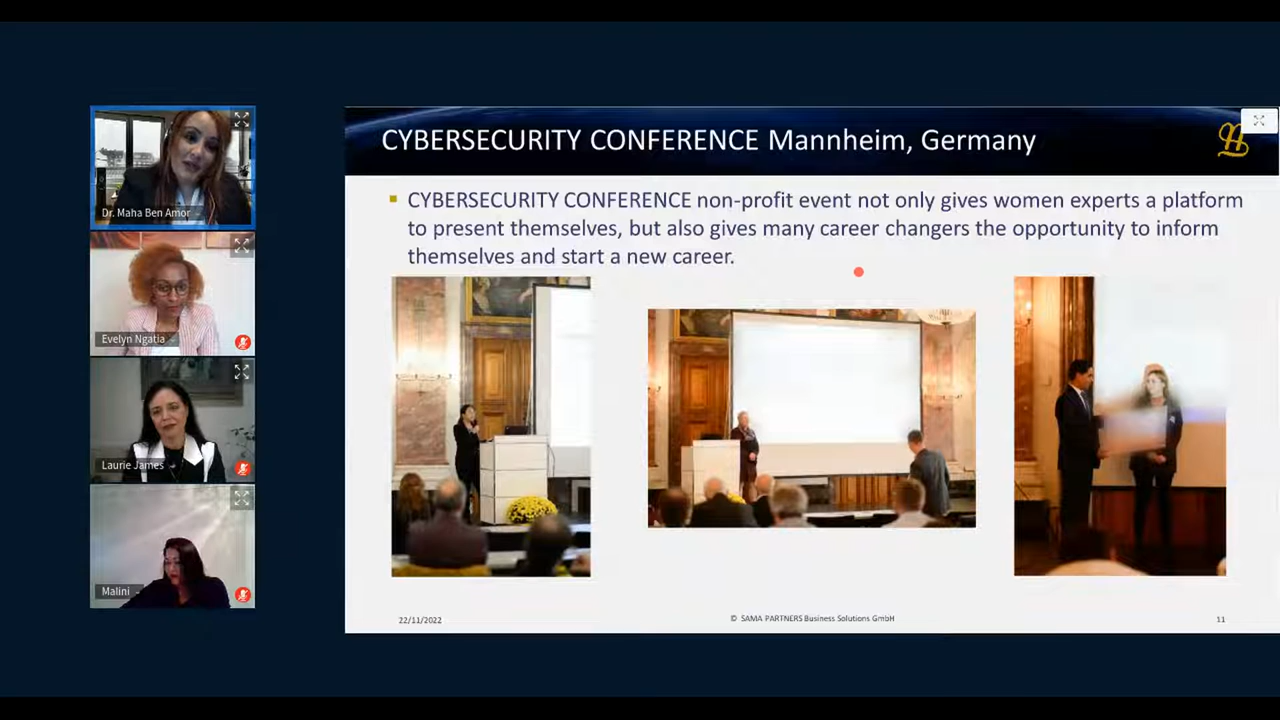 Dr. Maha Ben Amor
Evelyn Ngatia
Laurie James
Malini
CYBERSECURITY CONFERENCE Mannheim, Germany
CYBERSECURITY CONFERENCE non-profit event not only gives women experts a platform
to present themselves, but also gives many career changers the opportunity to inform
themselves and start a new career.
22/11/2022
© SAMA PARTNERS Business Solutions GmbH
11